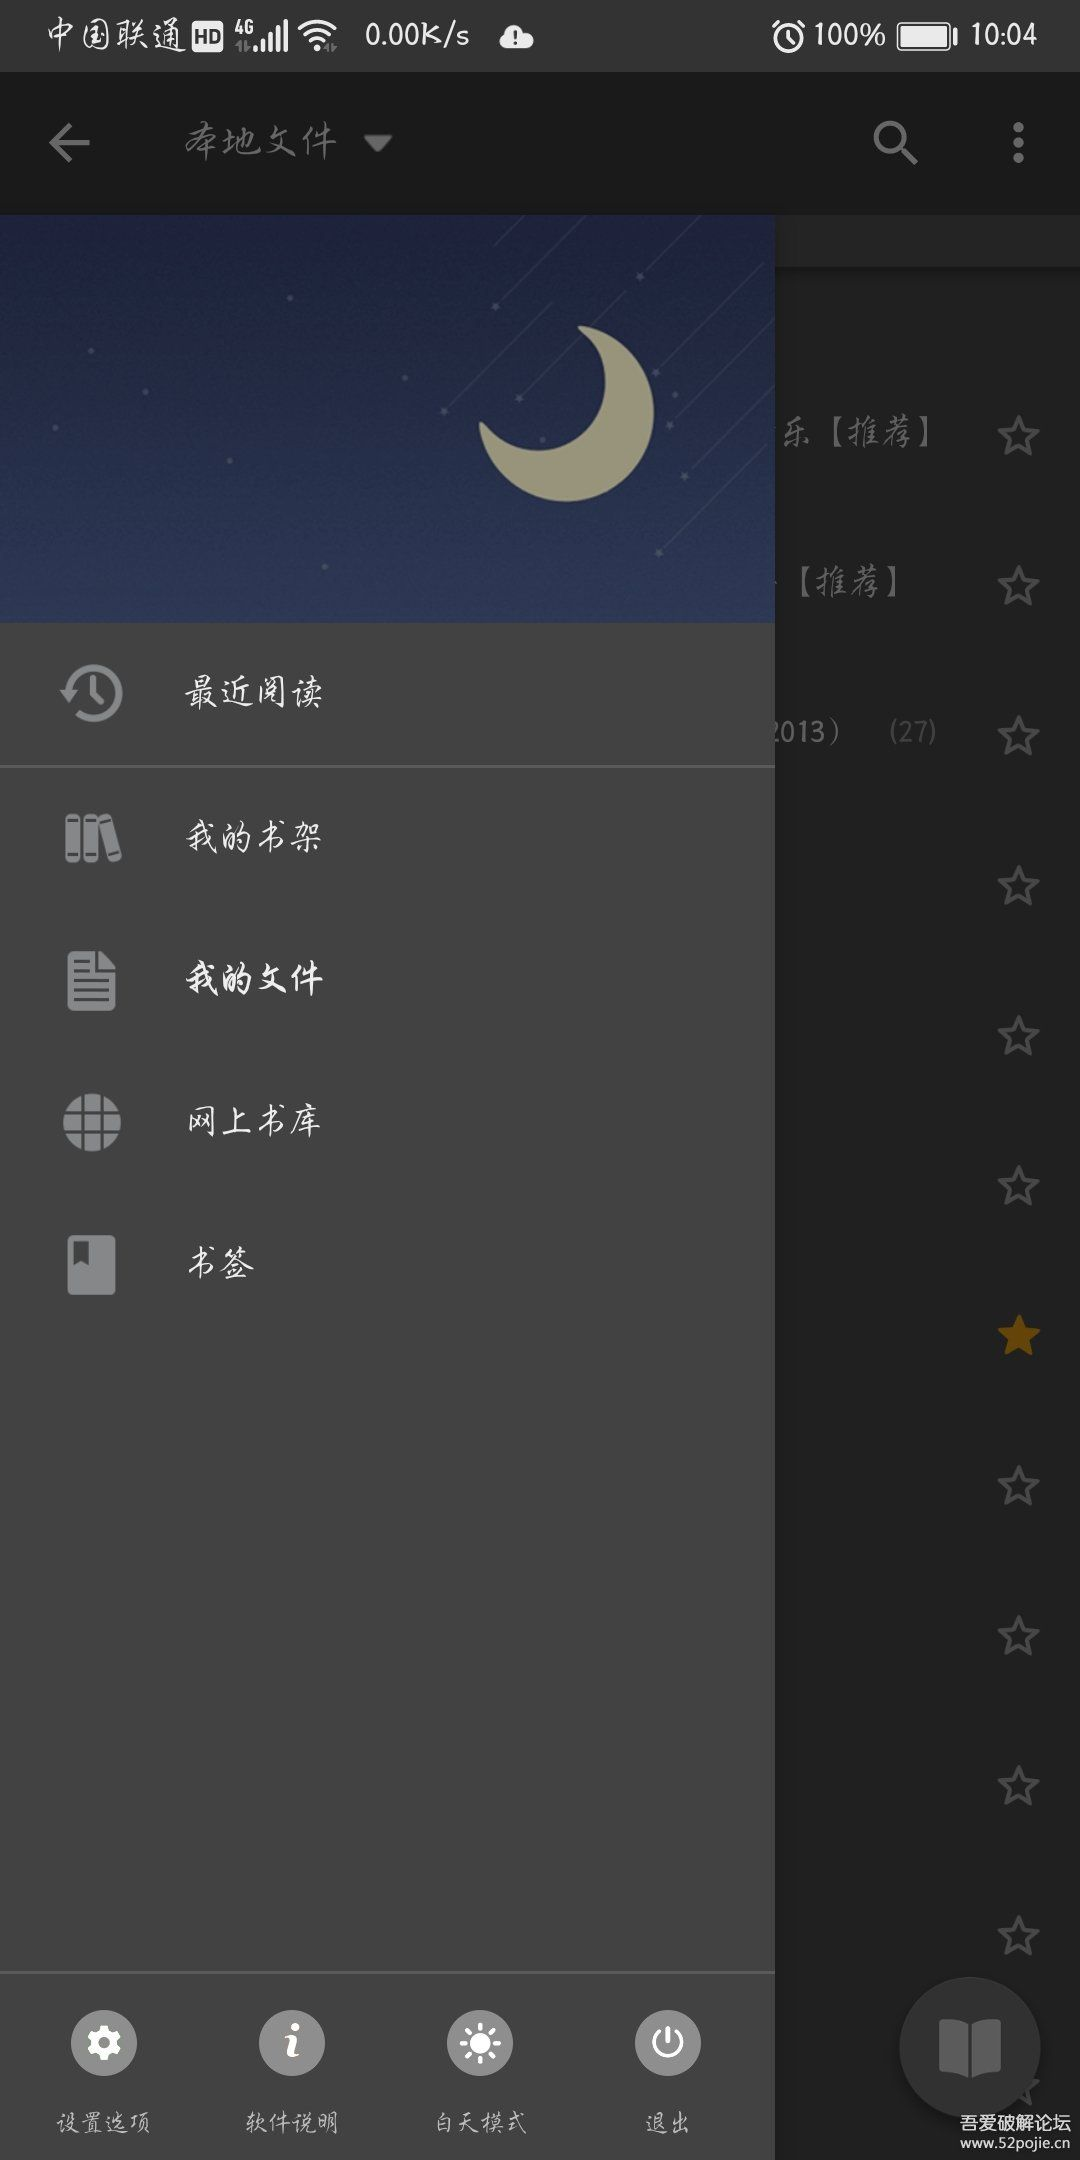 中国联通 HD 4G 0.00K/s 100% 10:04
本地文件
乐【推荐】
【推荐】
最近阅读
2013） (27)
我的书架
我的文件
网上书库
书签
设置选项 软件说明 白天模式 退出
吾爱破解论坛
www.52pojie.cn